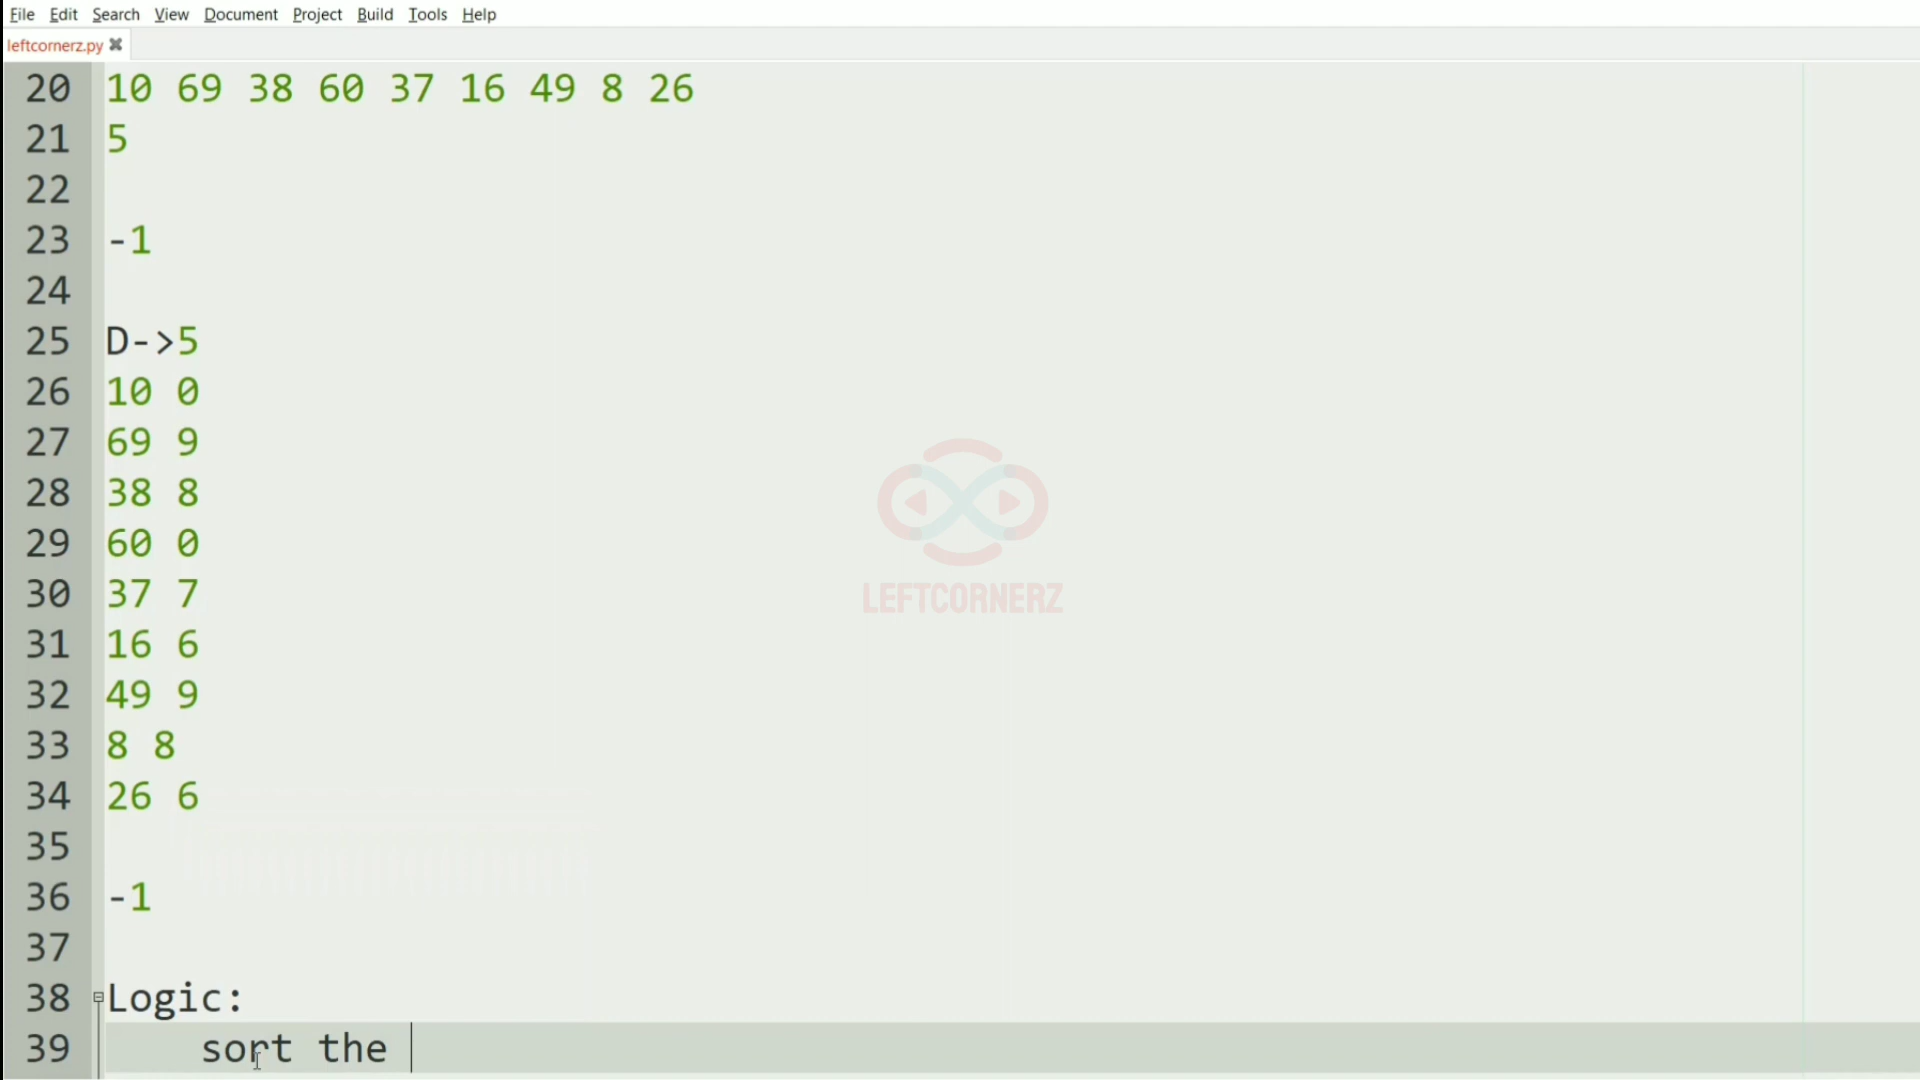 File Edit Search View Document Project Build Tools Help
leftcornerz.py
20 10 69 38 60 37 16 49 8 26
21 5
22
23 -1
24
25 D->5
26 10 0
27 69 9
28 38 8
29 60 0
30 37 7
31 16 6
32 49 9
33 8 8
34 26 6
35
36 -1
37
38 Logic:
39 sort the
LEFTCORNERZ